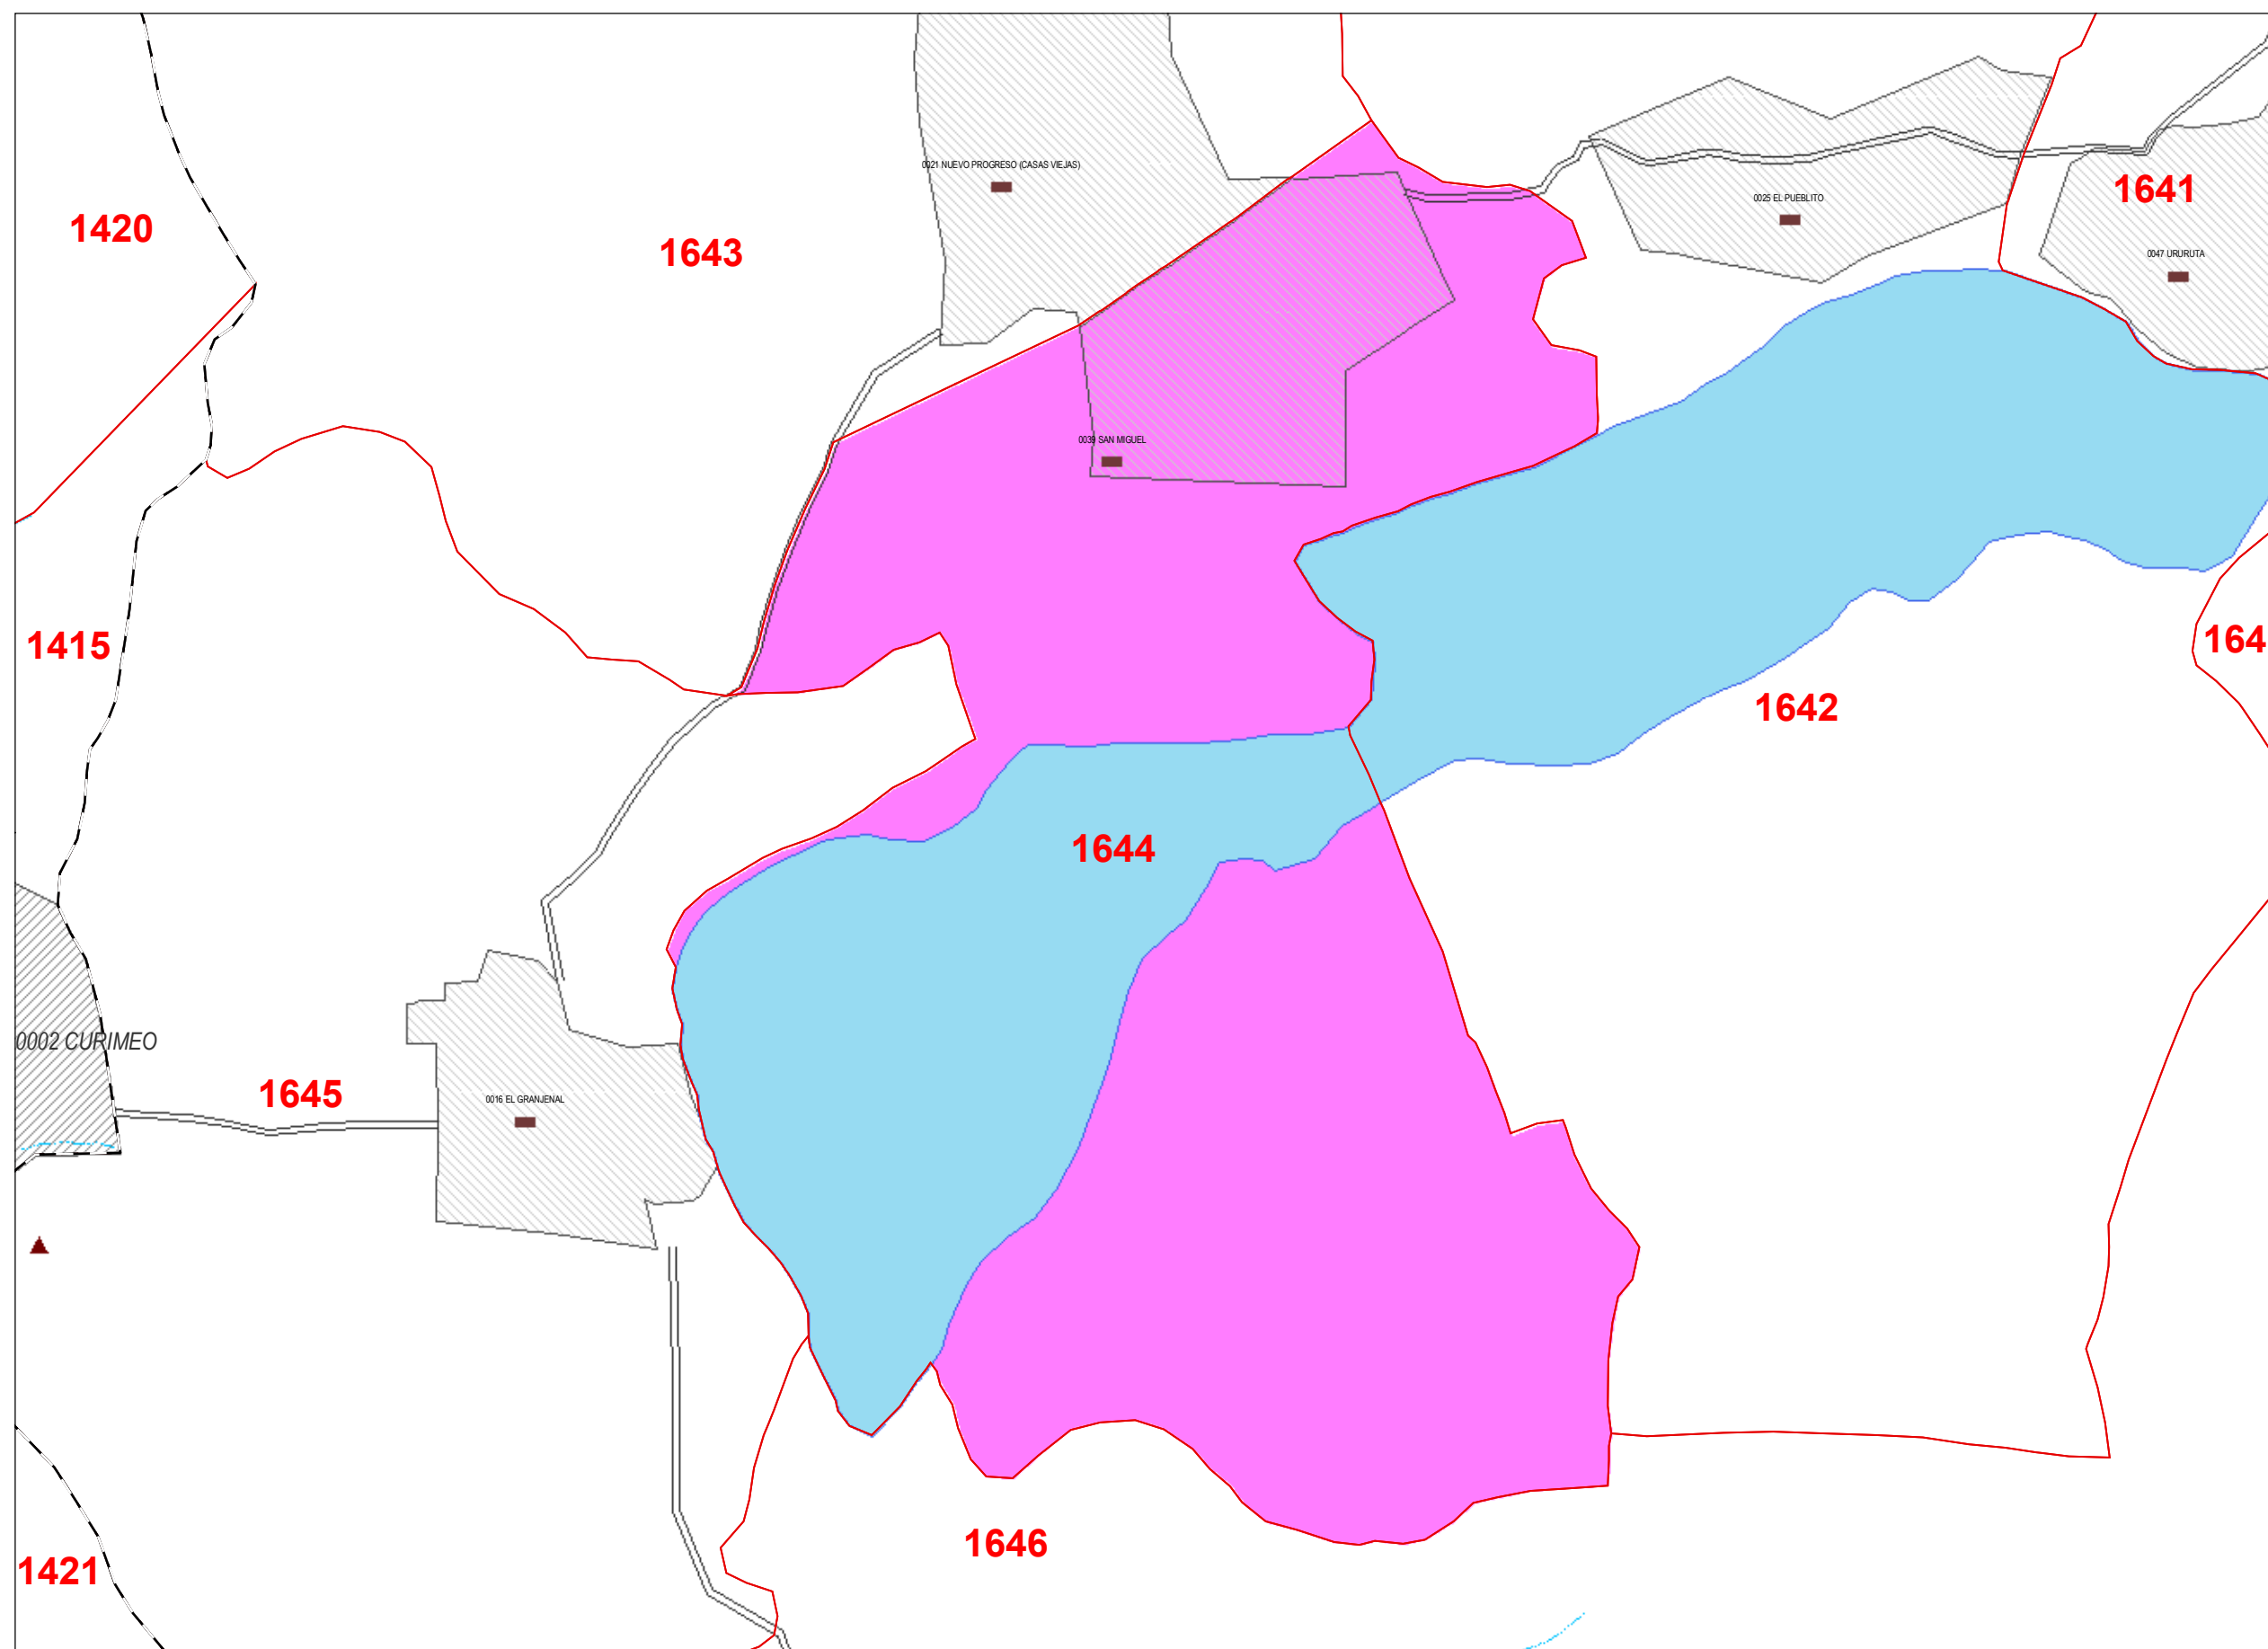 0021 NUEVO PROGRESO (CASAS VIEJAS)
1641
0025 EL PUEBLITO
1420
1643
0047 URURUTA
0039 SAN MIGUEL
1415
164
1642
1644
0002 CURIMEO
1645
0016 EL GRANJENAL
1646
1421